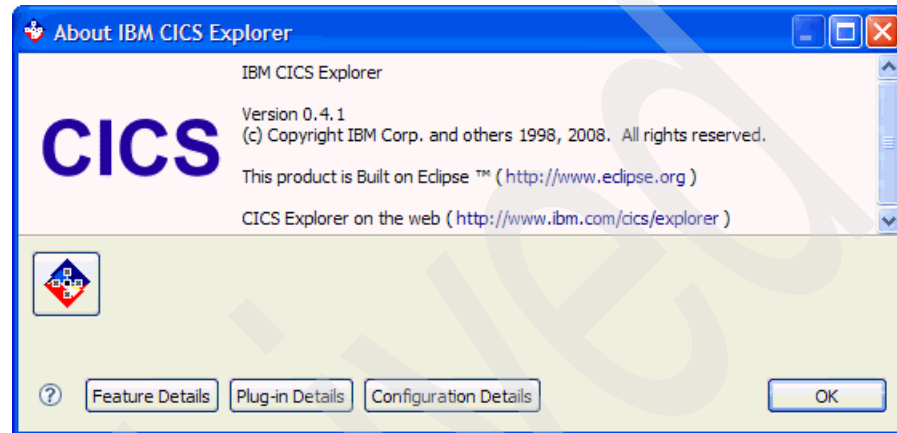 About IBM CICS Explorer
IBM CICS Explorer
CICS
Version 0.4.1
(c) Copyright IBM Corp. and others 1998, 2008. All rights reserved.
This product is Built on Eclipse ™ ( http://www.eclipse.org )
CICS Explorer on the web ( http://www.ibm.com/cics/explorer )
? Feature Details Plug-in Details Configuration Details OK